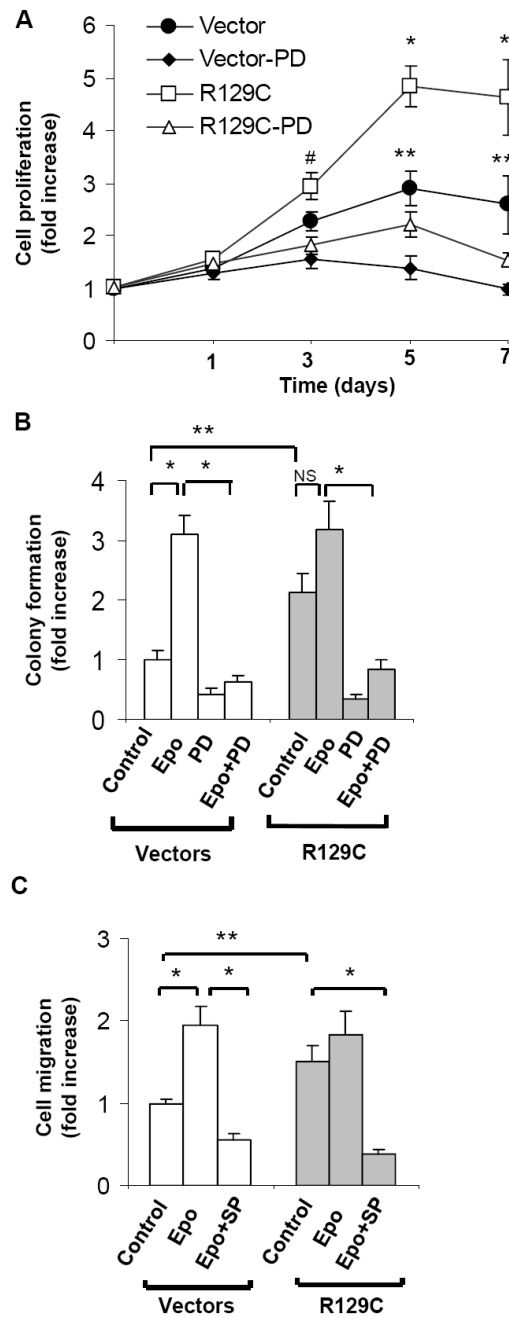 A
6
5
4
3
2
1
0
Cell proliferation
(fold increase)
Vector
Vector-PD
R129C
R129C-PD
#
*
*
**
**
1 3 5 7
Time (days)
B
Colony formation
(fold increase)
4
3
2
1
0
**
* * NS *
Control Epo PD Epo+PD Control Epo PD Epo+PD
Vectors R129C
C
Cell migration
(fold increase)
3
2
1
0
**
* * *
Control Epo Epo+SP Control Epo Epo+SP
Vectors R129C